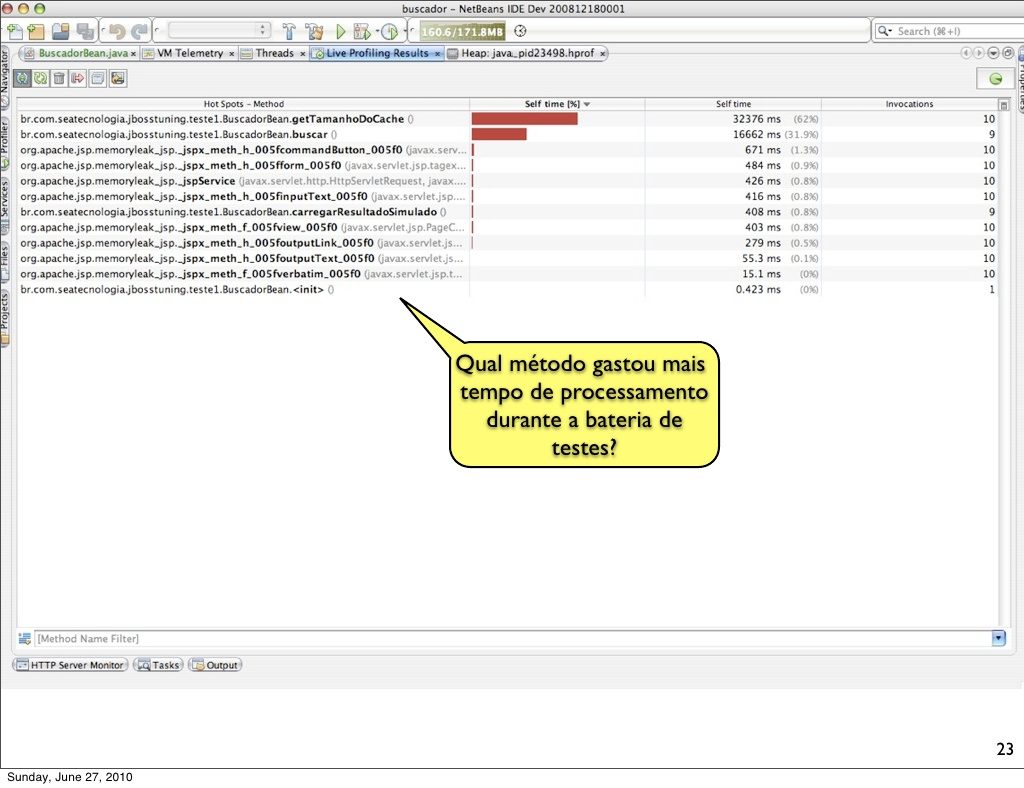 buscador - NetBeans IDE Dev 200812180001
160.6/171.8MB
Search (⌘+I)
BuscadorBean.java × VM Telemetry × Threads × Live Profiling Results × Heap: java_pid23498.hprof ×
Navigator
Profiler
Services
Files
Projects
Properties
Hot Spots - Method Self time [%] Self time Invocations
br.com.seatecnologia.jbosstuning.teste1.BuscadorBean.getTamanhoDoCache () 32376 ms (62%) 10
br.com.seatecnologia.jbosstuning.teste1.BuscadorBean.buscar () 16662 ms (31.9%) 9
org.apache.jsp.memoryleak_jsp._jspx_meth_h_005fcommandButton_005f0 (javax.serv... 671 ms (1.3%) 10
org.apache.jsp.memoryleak_jsp._jspx_meth_h_005fform_005f0 (javax.servlet.jsp.tagex... 484 ms (0.9%) 10
org.apache.jsp.memoryleak_jsp._jspService (javax.servlet.http.HttpServletRequest, javax.... 426 ms (0.8%) 10
org.apache.jsp.memoryleak_jsp._jspx_meth_h_005finputText_005f0 (javax.servlet.jsp.... 416 ms (0.8%) 10
br.com.seatecnologia.jbosstuning.teste1.BuscadorBean.carregarResultadoSimulado () 408 ms (0.8%) 9
org.apache.jsp.memoryleak_jsp._jspx_meth_f_005fview_005f0 (javax.servlet.jsp.PageC... 403 ms (0.8%) 10
org.apache.jsp.memoryleak_jsp._jspx_meth_h_005foutputLink_005f0 (javax.servlet.js... 279 ms (0.5%) 10
org.apache.jsp.memoryleak_jsp._jspx_meth_h_005foutputText_005f0 (javax.servlet.js... 55.3 ms (0.1%) 10
org.apache.jsp.memoryleak_jsp._jspx_meth_f_005fverbatim_005f0 (javax.servlet.jsp.t... 15.1 ms (0%) 10
br.com.seatecnologia.jbosstuning.teste1.BuscadorBean.<init> () 0.423 ms (0%) 1
Qual método gastou mais
tempo de processamento
durante a bateria de
testes?
[Method Name Filter]
HTTP Server Monitor Tasks Output
23
Sunday, June 27, 2010